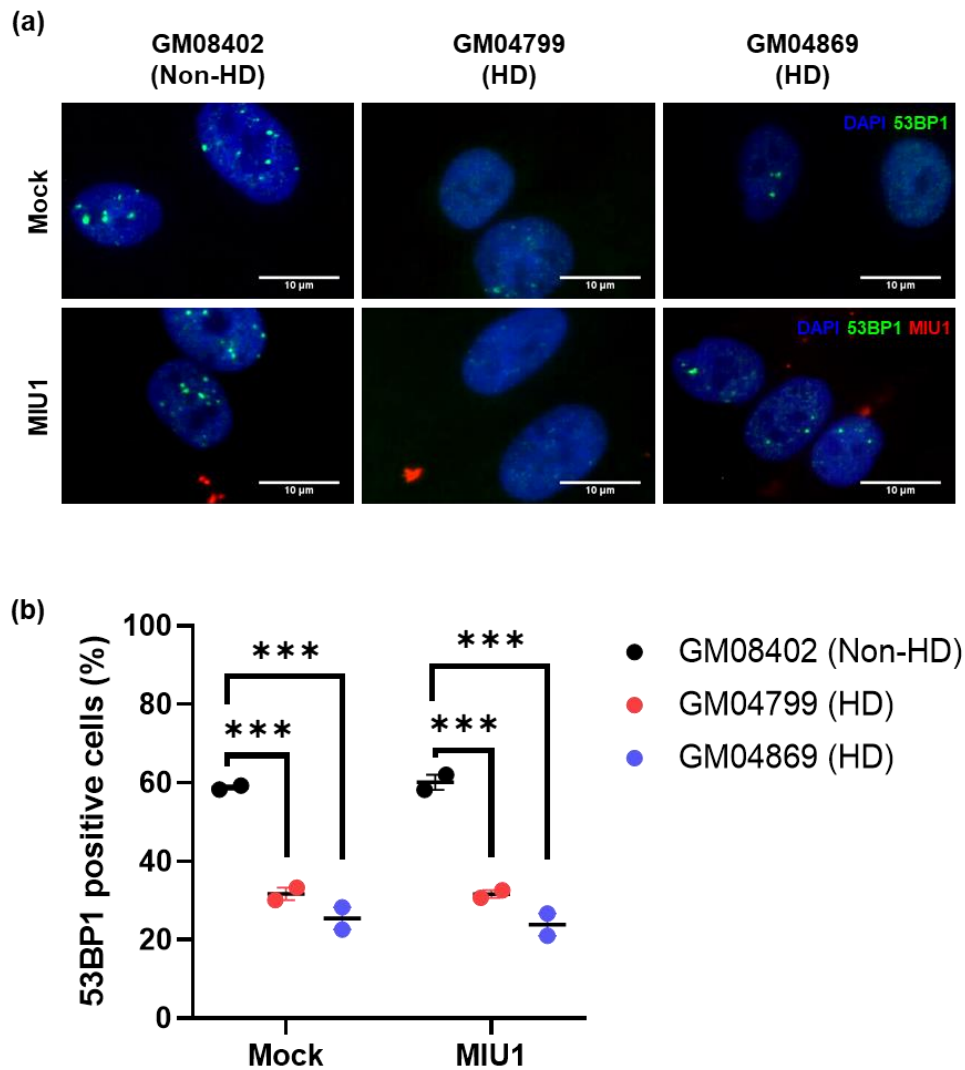 (a)
GM08402
(Non-HD)
GM04799
(HD)
GM04869
(HD)
Mock
DAPI 53BP1
10 µm
10 µm
10 µm
MIU1
DAPI 53BP1 MIU1
10 µm
10 µm
10 µm
(b)
53BP1 positive cells (%)
100
80
60
40
20
0
***
***
***
***
Mock
MIU1
GM08402 (Non-HD)
GM04799 (HD)
GM04869 (HD)